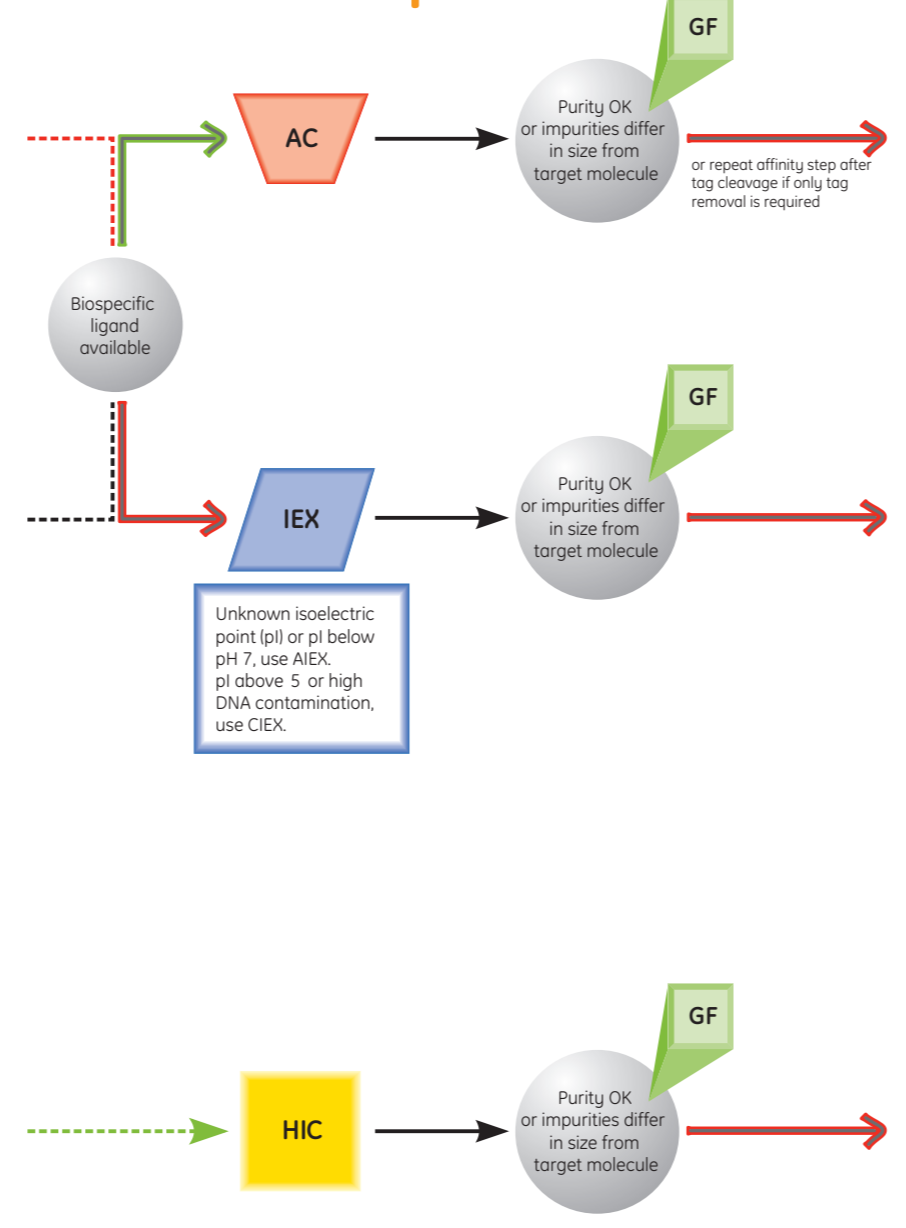 GF
AC
Purity OK
or impurities differ
in size from
target molecule
or repeat affinity step after
tag cleavage if only tag
removal is required
Biospecific
ligand
available
GF
IEX
Purity OK
or impurities differ
in size from
target molecule
Unknown isoelectric
point (pI) or pI below
pH 7, use AIEX.
pI above 5 or high
DNA contamination,
use CIEX.
GF
HIC
Purity OK
or impurities differ
in size from
target molecule